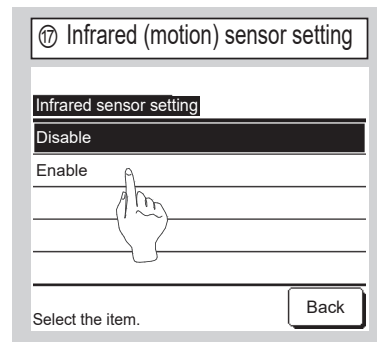 ⑰ Infrared (motion) sensor setting
Infrared sensor setting
Disable
Enable
Select the item.
Back